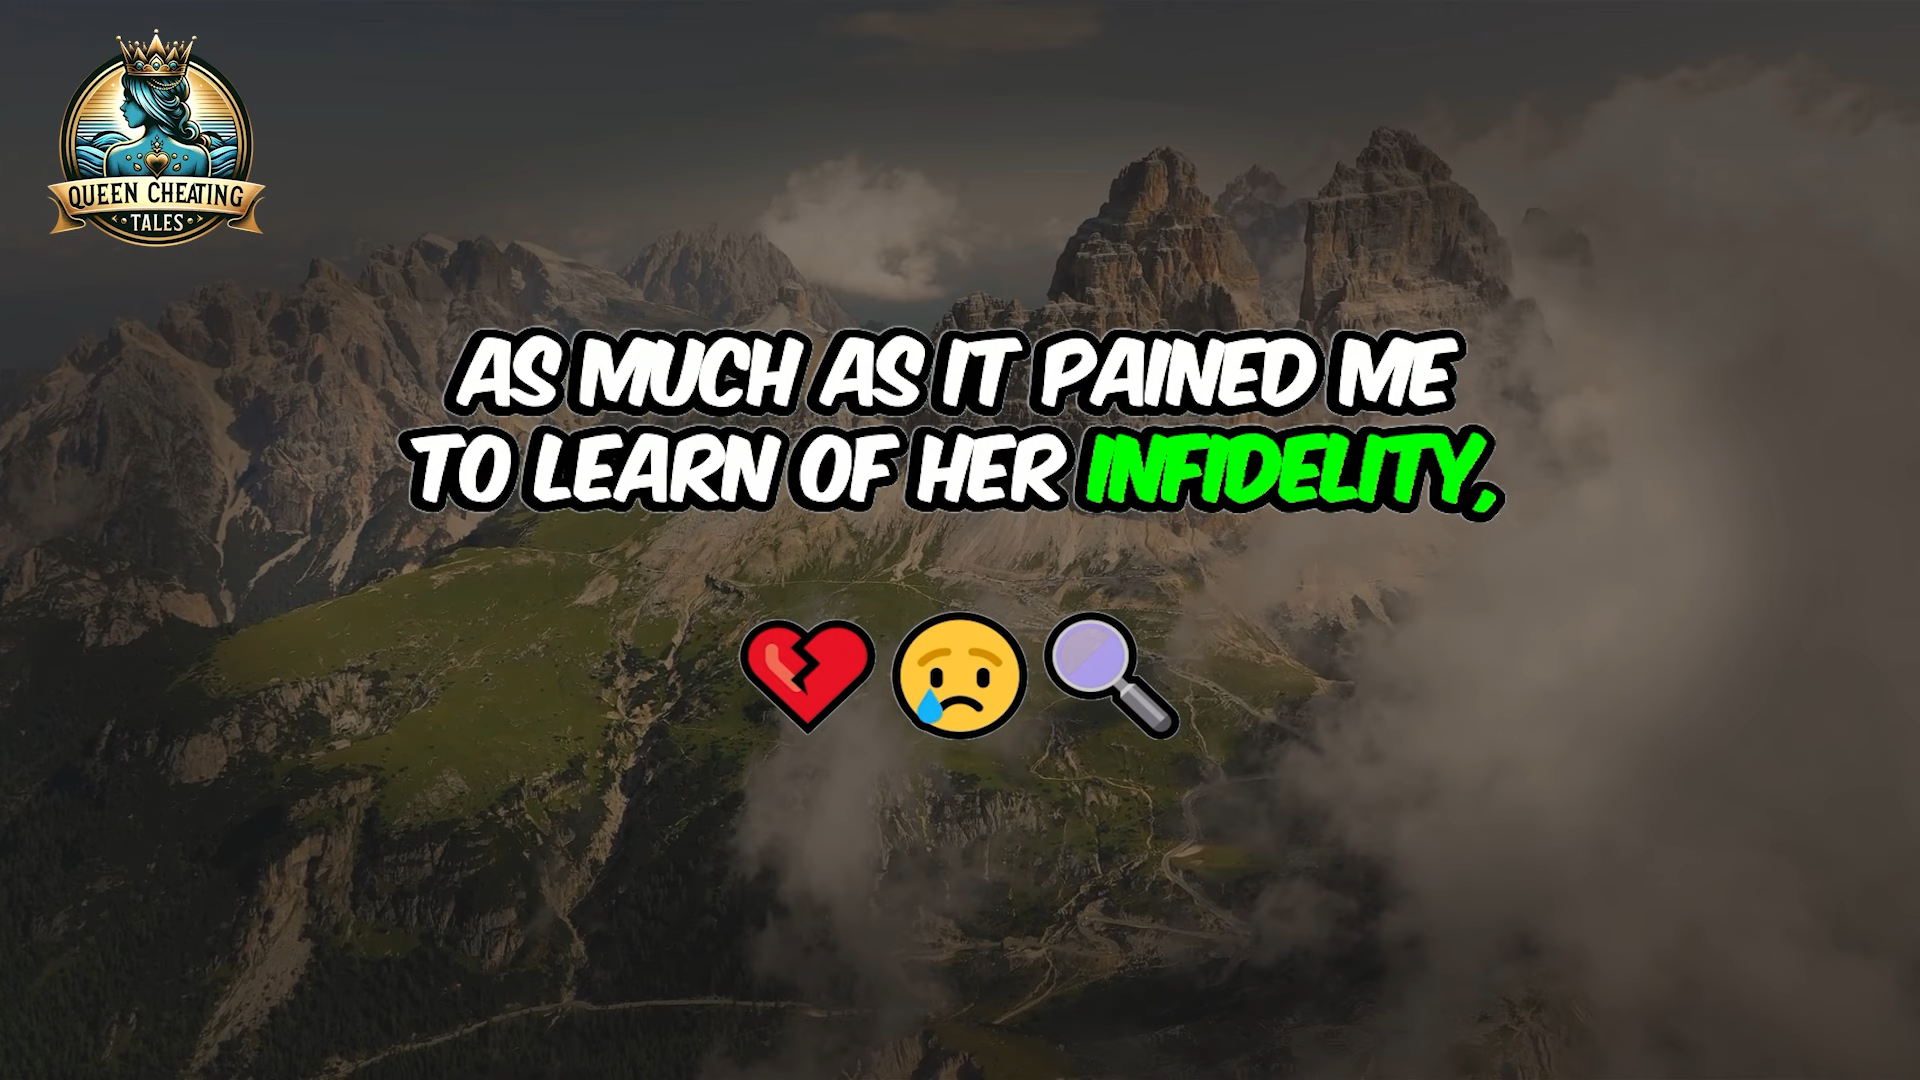 QUEEN CHEATING
TALES
AS MUCH AS IT PAINED ME
TO LEARN OF HER INFIDELITY,